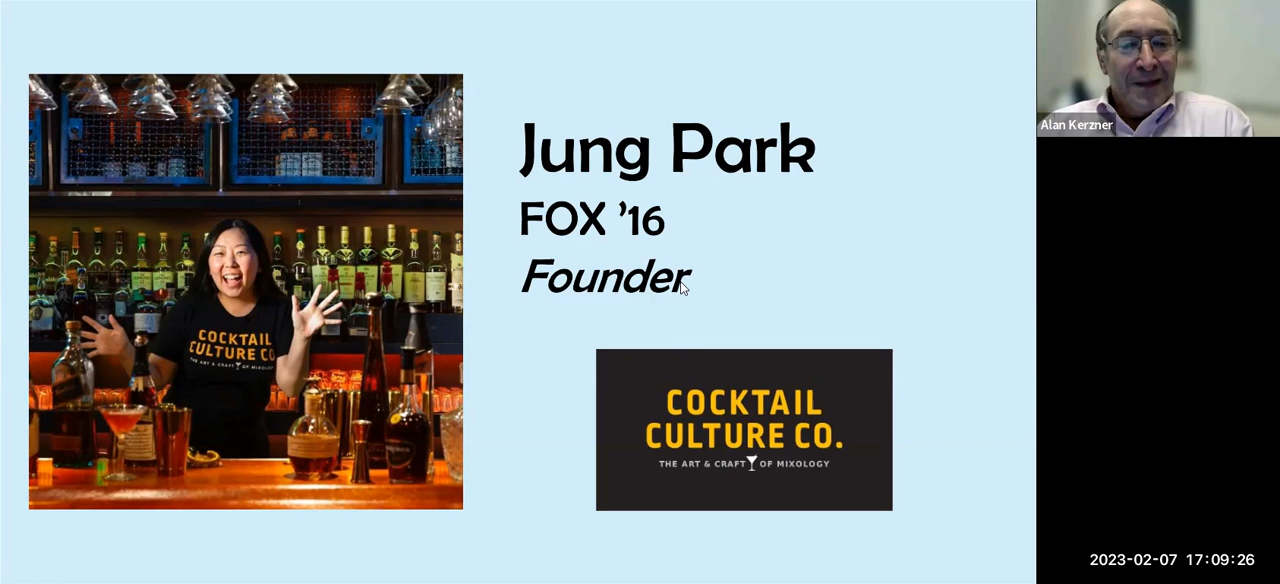 Jung Park
FOX ’16
Founder
COCKTAIL
CULTURE CO
THE ART & CRAFT OF MIXOLOGY
COCKTAIL
CULTURE CO.
THE ART & CRAFT OF MIXOLOGY
Alan Kerzner
2023-02-07 17:09:26